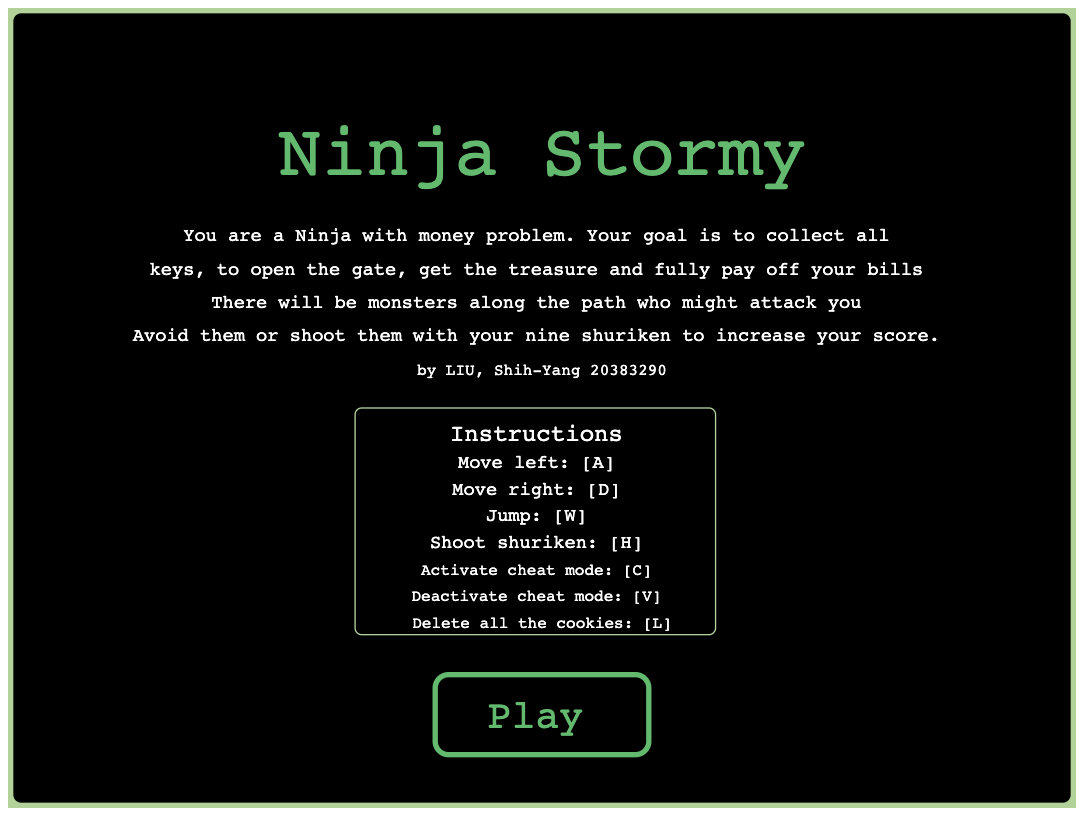 Ninja Stormy
You are a Ninja with money problem. Your goal is to collect all
keys, to open the gate, get the treasure and fully pay off your bills
There will be monsters along the path who might attack you
Avoid them or shoot them with your nine shuriken to increase your score.
by LIU, Shih-Yang 20383290
Instructions
Move left: [A]
Move right: [D]
Jump: [W]
Shoot shuriken: [H]
Activate cheat mode: [C]
Deactivate cheat mode: [V]
Delete all the cookies: [L]
Play